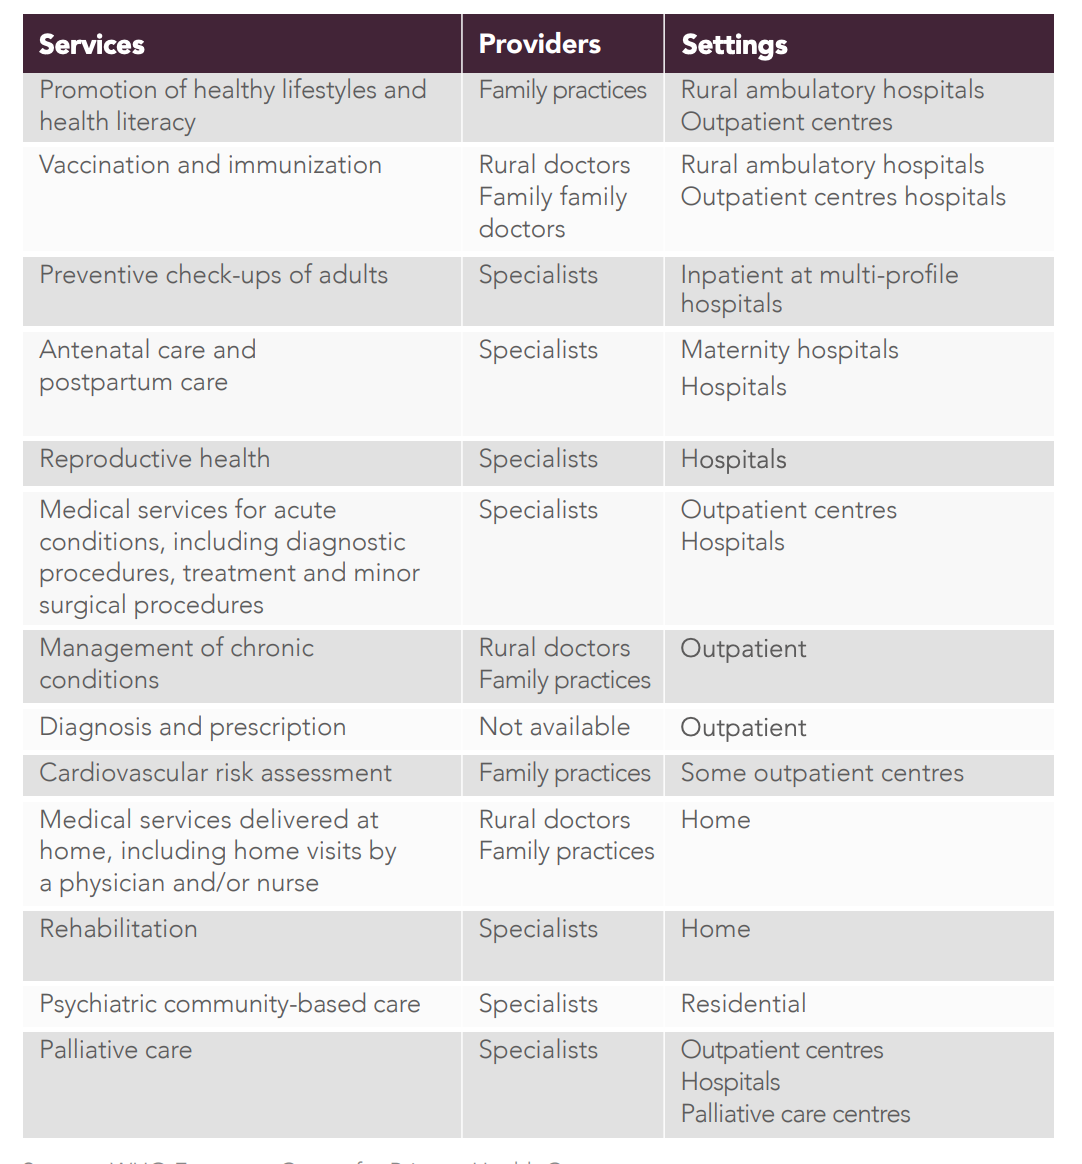 Services Providers Settings
Promotion of healthy lifestyles and Family practices Rural ambulatory hospitals
health literacy Outpatient centres
Vaccination and immunization Rural doctors Rural ambulatory hospitals
Family family Outpatient centres hospitals
doctors
Preventive check-ups of adults Specialists Inpatient at multi-profile
hospitals
Antenatal care and Specialists Maternity hospitals
postpartum care Hospitals
Reproductive health Specialists Hospitals
Medical services for acute Specialists Outpatient centres
conditions, including diagnostic Hospitals
procedures, treatment and minor
surgical procedures
Management of chronic Rural doctors Outpatient
conditions Family practices
Diagnosis and prescription Not available Outpatient
Cardiovascular risk assessment Family practices Some outpatient centres
Medical services delivered at Rural doctors Home
home, including home visits by Family practices
a physician and/or nurse
Rehabilitation Specialists Home
Psychiatric community-based care Specialists Residential
Palliative care Specialists Outpatient centres
Hospitals
Palliative care centres